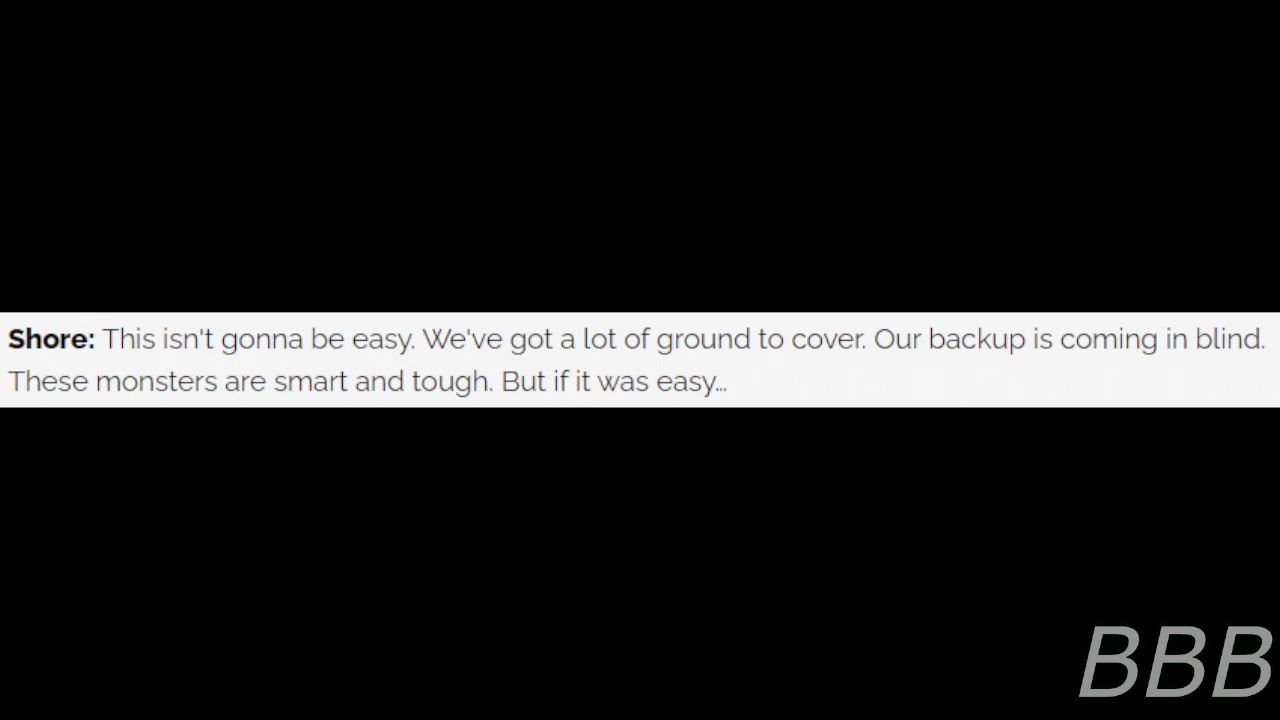 Shore: This isn't gonna be easy. We've got a lot of ground to cover. Our backup is coming in blind.
These monsters are smart and tough. But if it was easy…
BBB